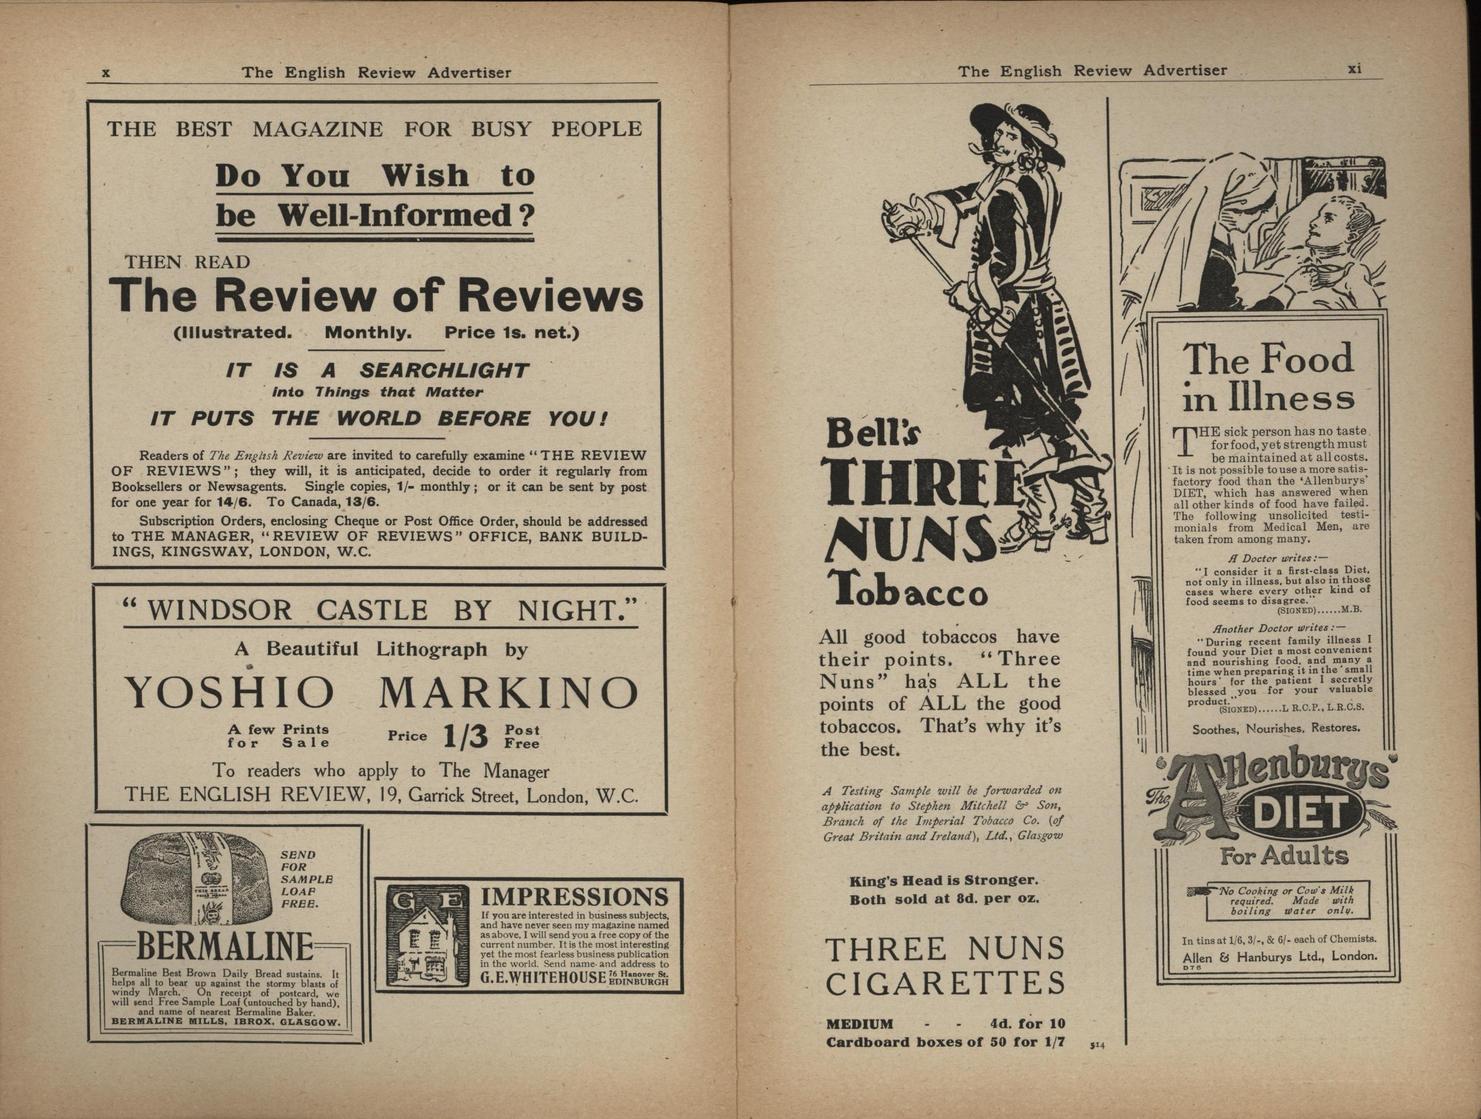 x
The English Review Advertiser
THE BEST MAGAZINE FOR BUSY PEOPLE
Do You Wish to
be Well-Informed?
THEN READ
The Review of Reviews
(Illustrated. Monthly. Price 1s. net.)
IT IS A SEARCHLIGHT
into Things that Matter
IT PUTS THE WORLD BEFORE YOU!
Readers of The English Review are invited to carefully examine "THE REVIEW
OF REVIEWS"; they will, it is anticipated, decide to order it regularly from
Booksellers or Newsagents. Single copies, 1/- monthly; or it can be sent by post
for one year for 14/6. To Canada, 13/6.
Subscription Orders, enclosing Cheque or Post Office Order, should be addressed
to THE MANAGER, "REVIEW OF REVIEWS" OFFICE, BANK BUILD-
INGS, KINGSWAY, LONDON, W.C.
"WINDSOR CASTLE BY NIGHT."
A Beautiful Lithograph by
YOSHIO MARKINO
A few Prints
for Sale
Price 1/3 Post
Free
To readers who apply to The Manager
THE ENGLISH REVIEW, 19, Garrick Street, London, W.C.
SEND
FOR
SAMPLE
LOAF
FREE.
BERMALINE
Bermaline Best Brown Daily Bread sustains. It
helps all to bear up against the stormy blasts of
windy March. On receipt of postcard, we
will send Free Sample Loaf (untouched by hand),
and name of nearest Bermaline Baker.
BERMALINE MILLS, IBROX, GLASGOW.
G E
IMPRESSIONS
If you are interested in business subjects,
and have never seen my magazine named
as above, I will send you a free copy of the
current number. It is the most interesting
yet the most fearless business publication
in the world. Send name and address to
G.E.WHITEHOUSE 76 Hanover St.
EDINBURGH
The English Review Advertiser
xi
Bell's
THREE
NUNS
Tobacco
All good tobaccos have
their points. "Three
Nuns" has ALL the
points of ALL the good
tobaccos. That's why it's
the best.
A Testing Sample will be forwarded on
application to Stephen Mitchell & Son,
Branch of the Imperial Tobacco Co. (of
Great Britain and Ireland), Ltd., Glasgow
King's Head is Stronger.
Both sold at 8d. per oz.
THREE NUNS
CIGARETTES
MEDIUM - - 4d. for 10
Cardboard boxes of 50 for 1/7
514
The Food
in Illness
THE sick person has no taste
for food, yet strength must
be maintained at all costs.
It is not possible to use a more satis-
factory food than the 'Allenburys'
DIET, which has answered when
all other kinds of food have failed.
The following unsolicited testi-
monials from Medical Men, are
taken from among many.
A Doctor writes:—
"I consider it a first-class Diet,
not only in illness, but also in those
cases where every other kind of
food seems to disagree."
(SIGNED)......M.B.
Another Doctor writes:—
"During recent family illness I
found your Diet a most convenient
and nourishing food, and many a
time when preparing it in the 'small
hours' for the patient I secretly
blessed you for your valuable
product."
(SIGNED)......L R.C.P., L.R.C.S.
Soothes, Nourishes, Restores.
The 'Allenburys'
DIET
For Adults
No Cooking or Cow's Milk
required. Made with
boiling water only.
In tins at 1/6, 3/-, & 6/- each of Chemists.
Allen & Hanburys Ltd., London.
D76